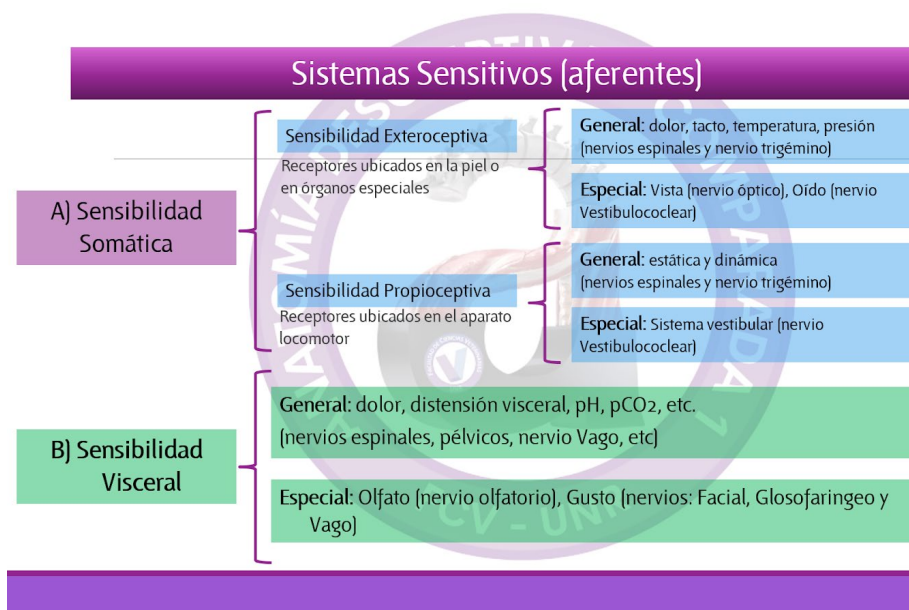 Sistemas Sensitivos (aferentes)
A) Sensibilidad
Somática
Sensibilidad Exteroceptiva
Receptores ubicados en la piel o
en órganos especiales
General: dolor, tacto, temperatura, presión
(nervios espinales y nervio trigémino)
Especial: Vista (nervio óptico), Oído (nervio
Vestibulococlear)
Sensibilidad Propioceptiva
Receptores ubicados en el aparato
locomotor
General: estática y dinámica
(nervios espinales y nervio trigémino)
Especial: Sistema vestibular (nervio
Vestibulococlear)
B) Sensibilidad
Visceral
General: dolor, distensión visceral, pH, pCO2, etc.
(nervios espinales, pélvicos, nervio Vago, etc)
Especial: Olfato (nervio olfatorio), Gusto (nervios: Facial, Glosofaringeo y
Vago)